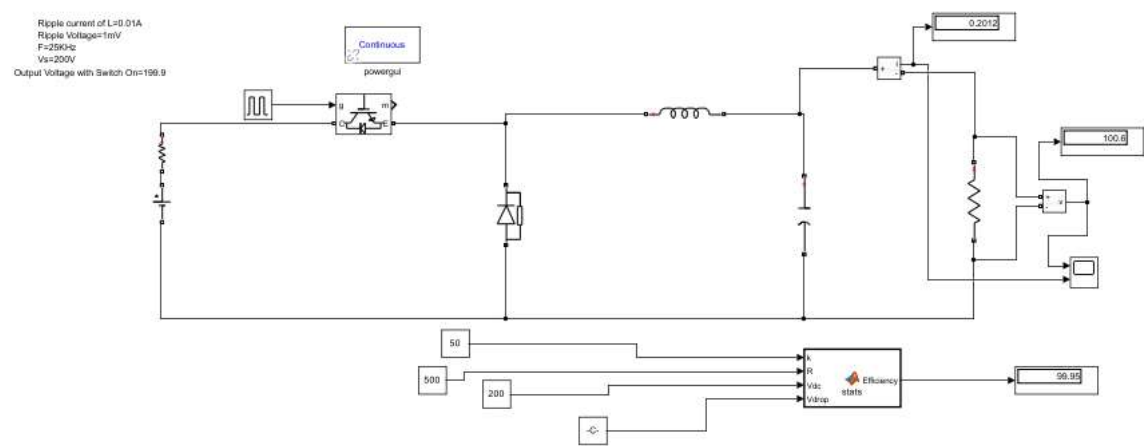 Ripple current of L=0.01A
Ripple Voltage=1mV
F=25KHz
Vs=200V
Output Voltage with Switch On=199.9
Continuous
powergui
0.2012
g
m
C
E
+
i
-
100.6
+
-
v
+
50
500
200
-C-
k
R
Vdc
Vdrop
Efficiency
stats
99.95